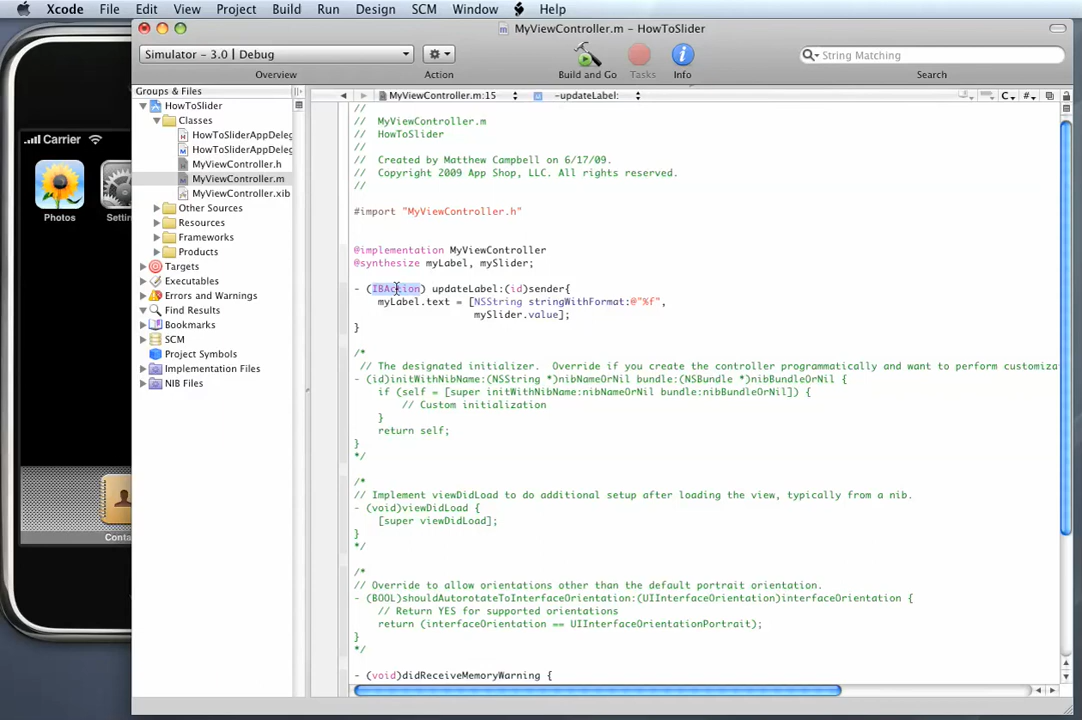 Xcode File Edit View Project Build Run Design SCM Window Help
MyViewController.m – HowToSlider
Simulator - 3.0 | Debug
String Matching
Overview Action Build and Go Tasks Info Search
Groups & Files
MyViewController.m:15 -updateLabel: C #
HowToSlider
Classes
HowToSliderAppDeleg
HowToSliderAppDeleg
MyViewController.h
MyViewController.m
MyViewController.xib
Other Sources
Resources
Frameworks
Products
Targets
Executables
Errors and Warnings
Find Results
Bookmarks
SCM
Project Symbols
Implementation Files
NIB Files
Carrier
Photos
Settin
Conta
//
//  MyViewController.m
//  HowToSlider
//
//  Created by Matthew Campbell on 6/17/09.
//  Copyright 2009 App Shop, LLC. All rights reserved.
//
#import "MyViewController.h"
@implementation MyViewController
@synthesize myLabel, mySlider;
- (IBAction) updateLabel:(id)sender{
myLabel.text = [NSString stringWithFormat:@"%f",
mySlider.value];
}
/*
// The designated initializer.  Override if you create the controller programmatically and want to perform customiza
- (id)initWithNibName:(NSString *)nibNameOrNil bundle:(NSBundle *)nibBundleOrNil {
if (self = [super initWithNibName:nibNameOrNil bundle:nibBundleOrNil]) {
// Custom initialization
}
return self;
}
*/
/*
// Implement viewDidLoad to do additional setup after loading the view, typically from a nib.
- (void)viewDidLoad {
[super viewDidLoad];
}
*/
/*
// Override to allow orientations other than the default portrait orientation.
- (BOOL)shouldAutorotateToInterfaceOrientation:(UIInterfaceOrientation)interfaceOrientation {
// Return YES for supported orientations
return (interfaceOrientation == UIInterfaceOrientationPortrait);
}
*/
- (void)didReceiveMemoryWarning {